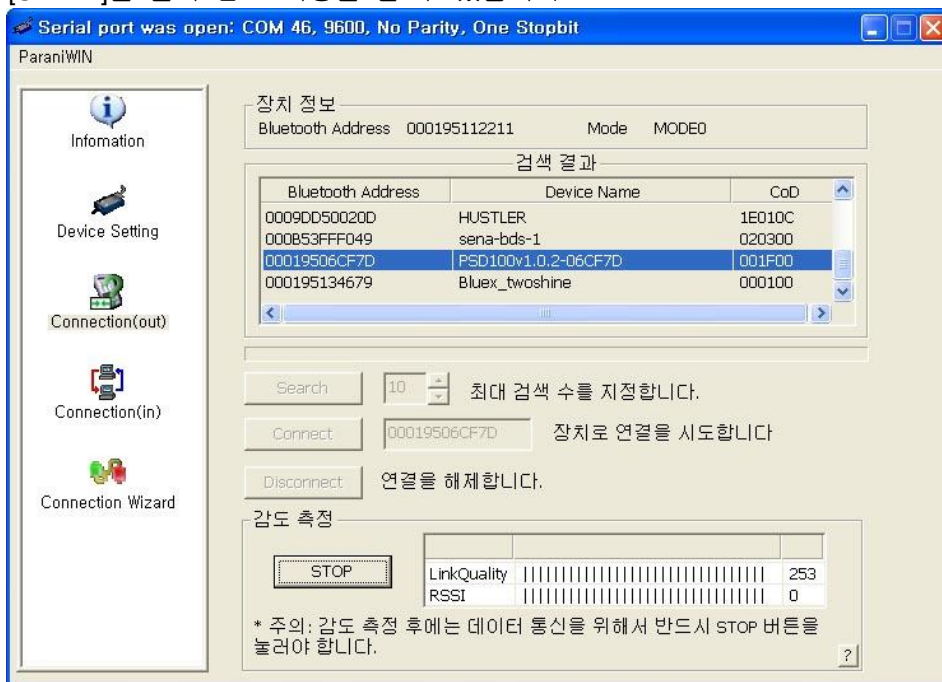 Serial port was open: COM 46, 9600, No Parity, One Stopbit
ParaniWIN
Infomation
Device Setting
Connection(out)
Connection(in)
Connection Wizard
장치 정보
Bluetooth Address 000195112211 Mode MODE0
검색 결과
Bluetooth Address Device Name CoD
0009DD50020D HUSTLER 1E010C
000B53FFF049 sena-bds-1 020300
00019506CF7D PSD100v1.0.2-06CF7D 001F00
000195134679 Bluex_twoshine 000100
Search 10 최대 검색 수를 지정합니다.
Connect 00019506CF7D 장치로 연결을 시도합니다
Disconnect 연결을 해제합니다.
감도 측정
STOP
LinkQuality 253
RSSI 0
* 주의: 감도 측정 후에는 데이터 통신을 위해서 반드시 STOP 버튼을
눌러야 합니다.
?